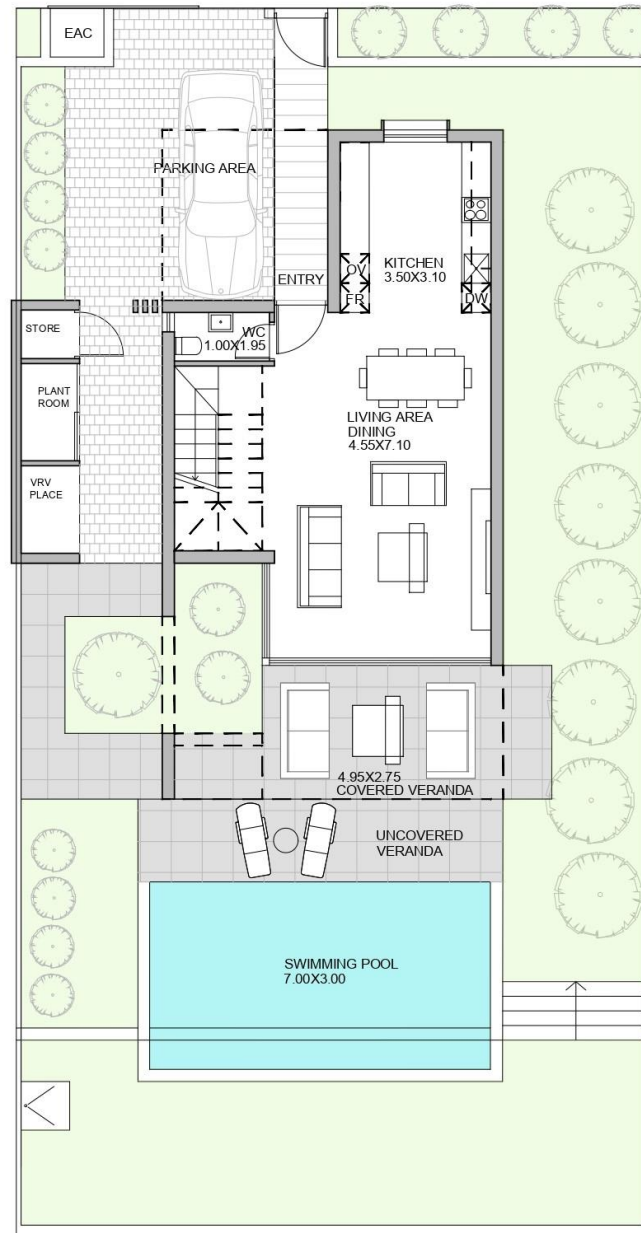 EAC
PARKING AREA
ENTRY
KITCHEN
3.50X3.10
OV
FR
DW
STORE
WC
1.00X1.95
PLANT
ROOM
LIVING AREA
DINING
4.55X7.10
VRV
PLACE
4.95X2.75
COVERED VERANDA
UNCOVERED
VERANDA
SWIMMING POOL
7.00X3.00